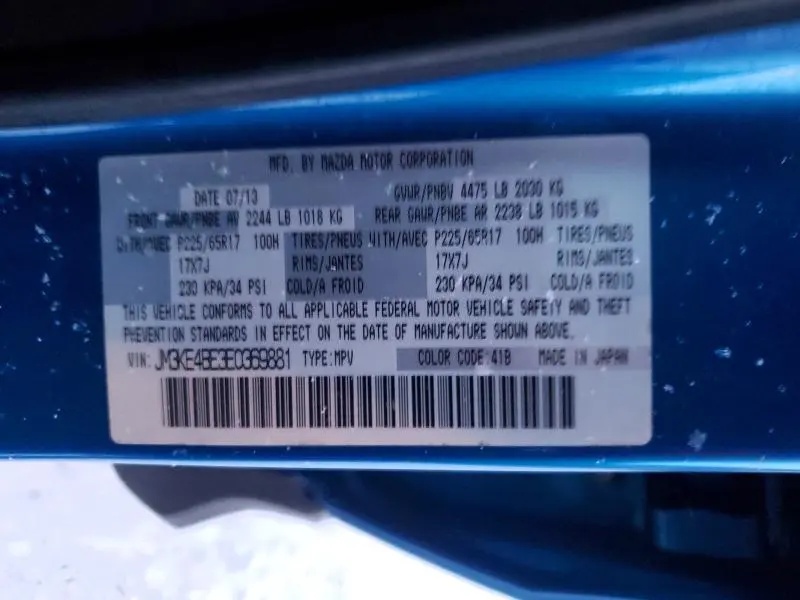 MFD. BY MAZDA MOTOR CORPORATION
DATE 07/13 GVWR/PNBV 4475 LB 2030 KG
FRONT GAWR/PNBE AV 2244 LB 1018 KG REAR GAWR/PNBE AR 2238 LB 1015 KG
WITH/AVEC P225/65R17 100H TIRES/PNEUS WITH/AVEC P225/65R17 100H TIRES/PNEUS
17X7J RIMS/JANTES 17X7J RIMS/JANTES
230 KPA/34 PSI COLD/A FROID 230 KPA/34 PSI COLD/A FROID
THIS VEHICLE CONFORMS TO ALL APPLICABLE FEDERAL MOTOR VEHICLE SAFETY AND THEFT
PREVENTION STANDARDS IN EFFECT ON THE DATE OF MANUFACTURE SHOWN ABOVE.
VIN: JM3KE4BE3E0369881 TYPE:MPV COLOR CODE:41B MADE IN JAPAN